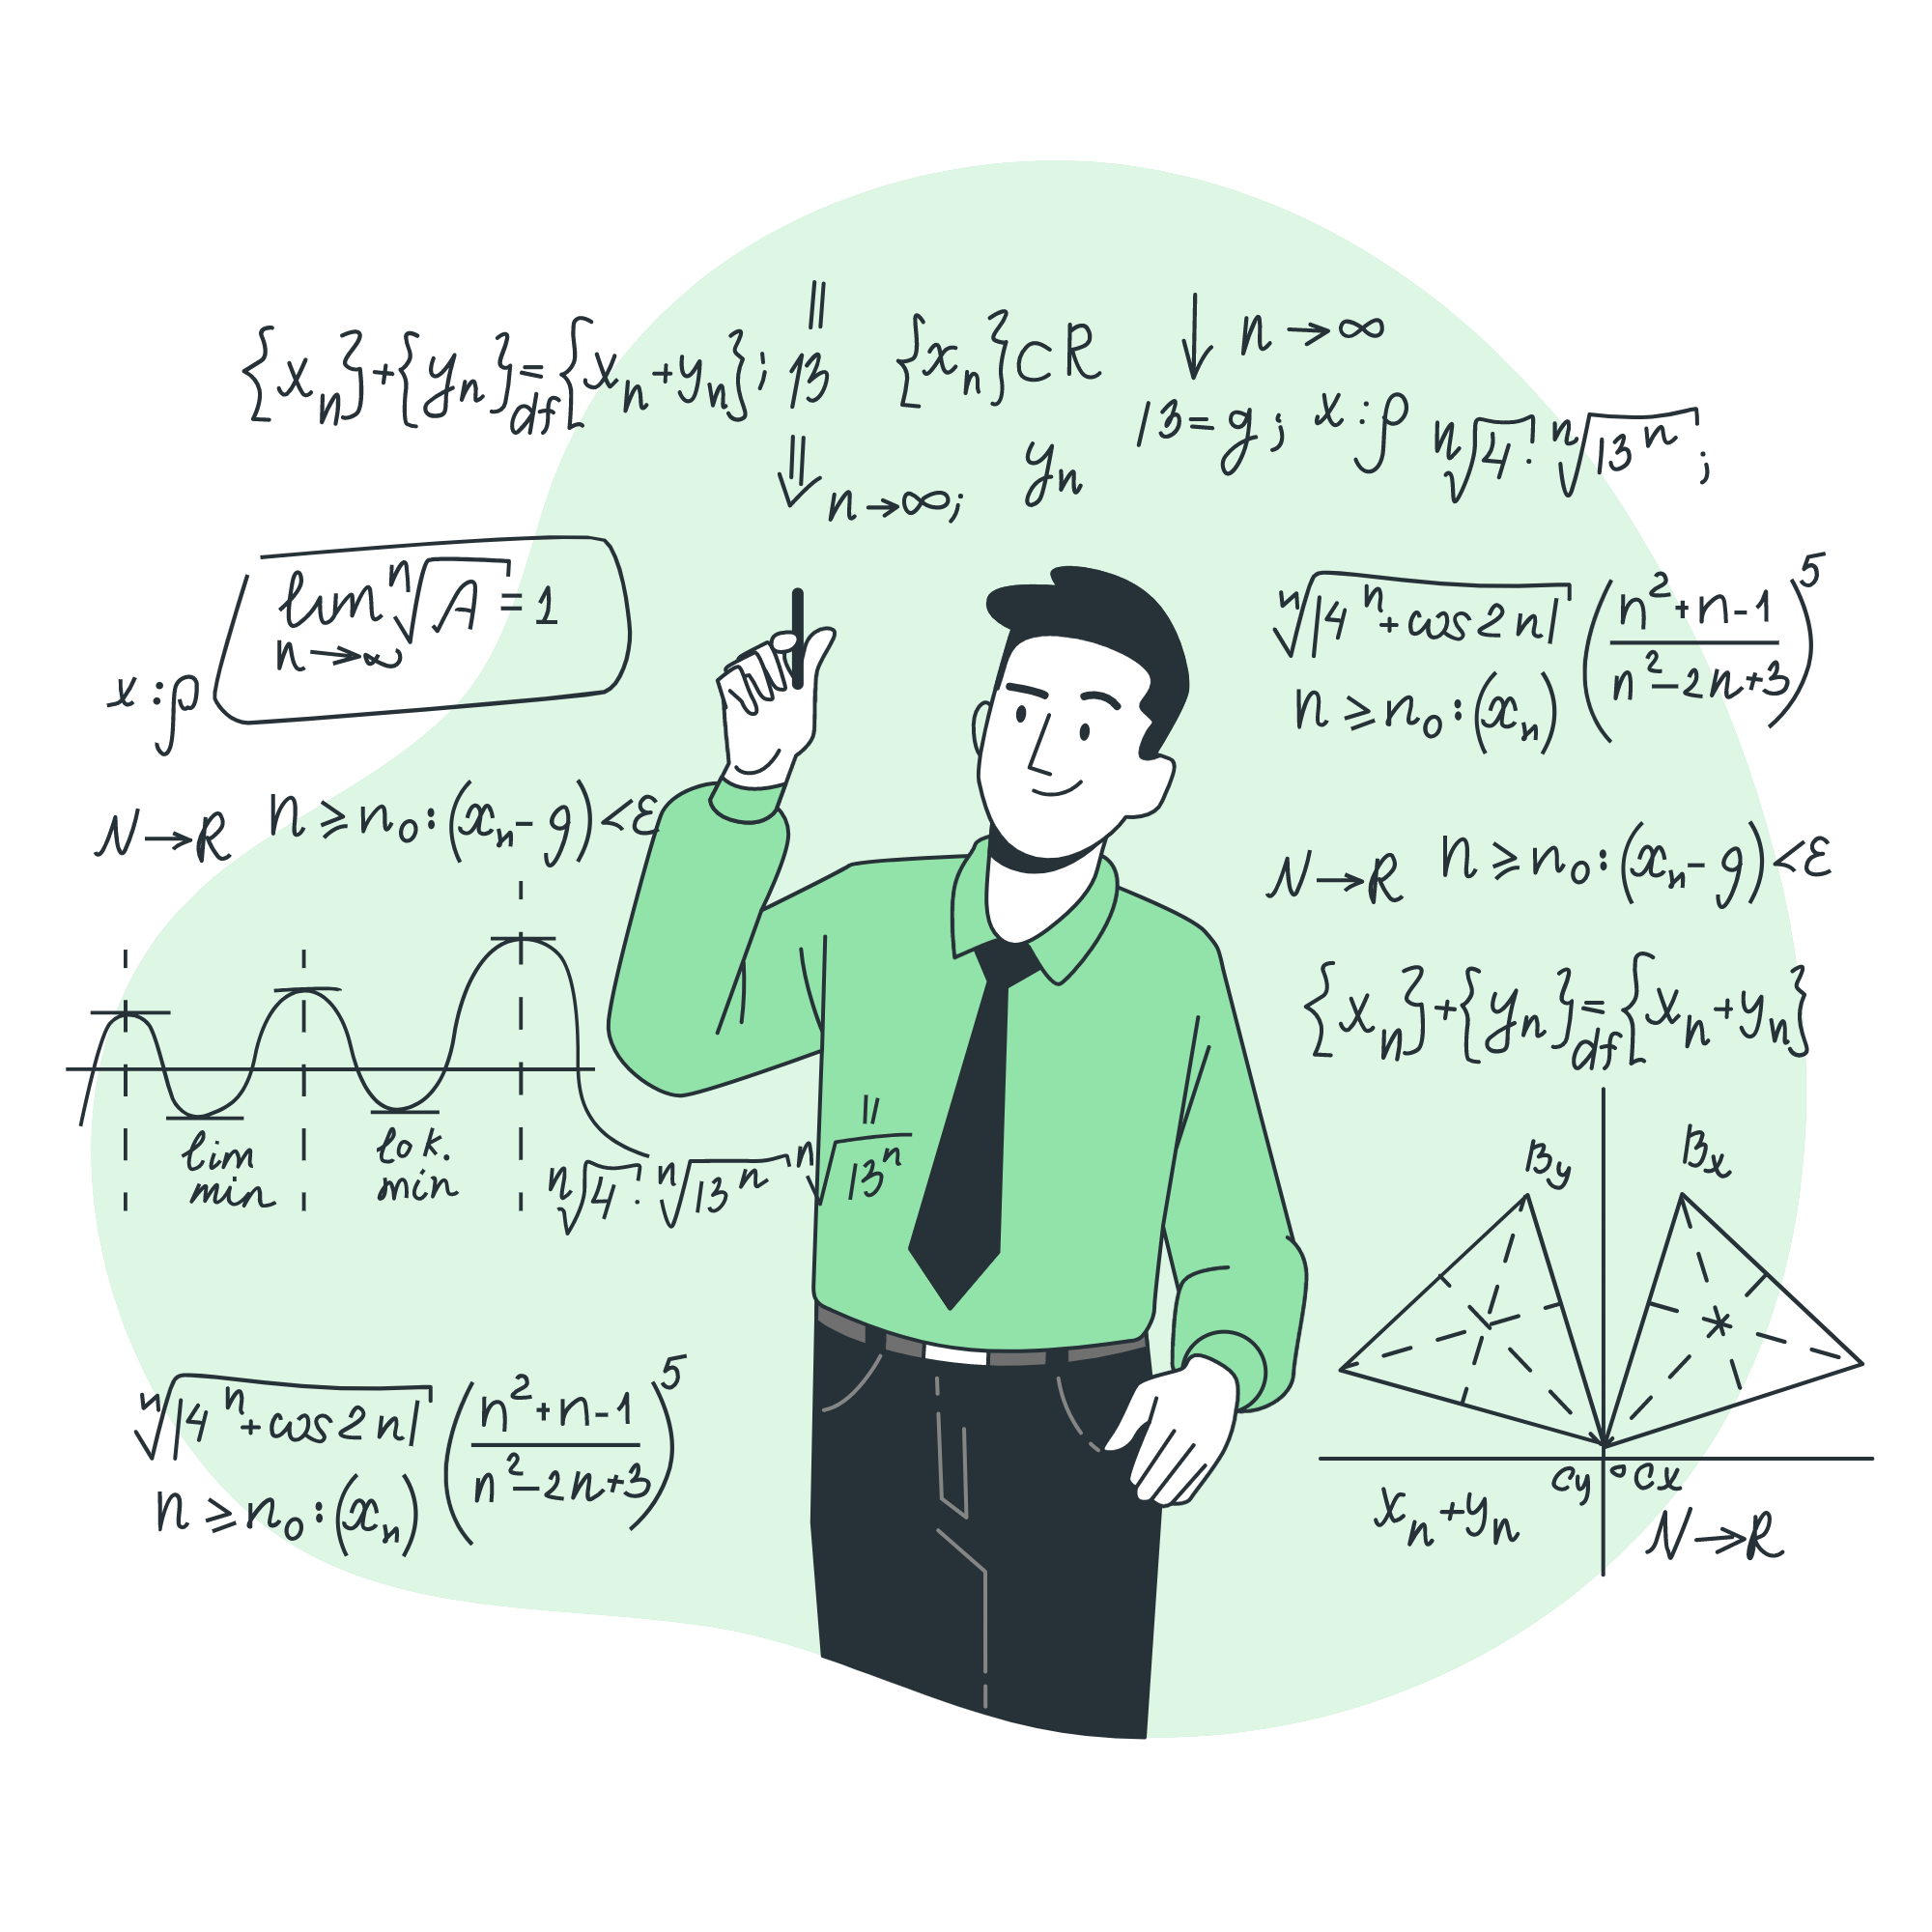 {xₙ}+{yₙ}=df{xₙ+yₙ}; 13
{xₙ}CR
n→∞
n→∞;
yₙ
13=g; x:ρ ⁿ√4! ⁿ√13ⁿ;
lim ⁿ√A=1
n→∞
x:ρ
ⁿ√|4ⁿ+cos2n| (n²+n-1 / n²-2n+3)⁵
n≥n₀:(xₙ)
N→R n≥n₀:(xₙ-g)<ε
N→R n≥n₀:(xₙ-g)<ε
{xₙ}+{yₙ}=df{xₙ+yₙ}
lim
min
lok.
min
ⁿ√4! ⁿ√13ⁿ ⁿ√13ⁿ
By
Bx
ⁿ√|4ⁿ+cos2n| (n²+n-1 / n²-2n+3)⁵
n≥n₀:(xₙ)
Cy Cx
xₙ+yₙ
N→R